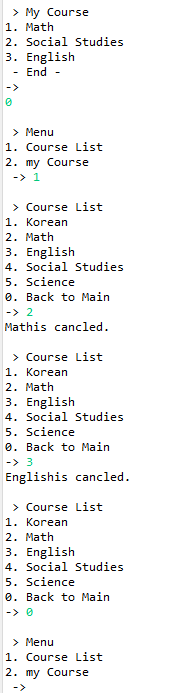 > My Course
1. Math
2. Social Studies
3. English
- End -
->
0
> Menu
1. Course List
2. my Course
-> 1
> Course List
1. Korean
2. Math
3. English
4. Social Studies
5. Science
0. Back to Main
-> 2
Mathis cancled.
> Course List
1. Korean
2. Math
3. English
4. Social Studies
5. Science
0. Back to Main
-> 3
Englishis cancled.
> Course List
1. Korean
2. Math
3. English
4. Social Studies
5. Science
0. Back to Main
-> 0
> Menu
1. Course List
2. my Course
->